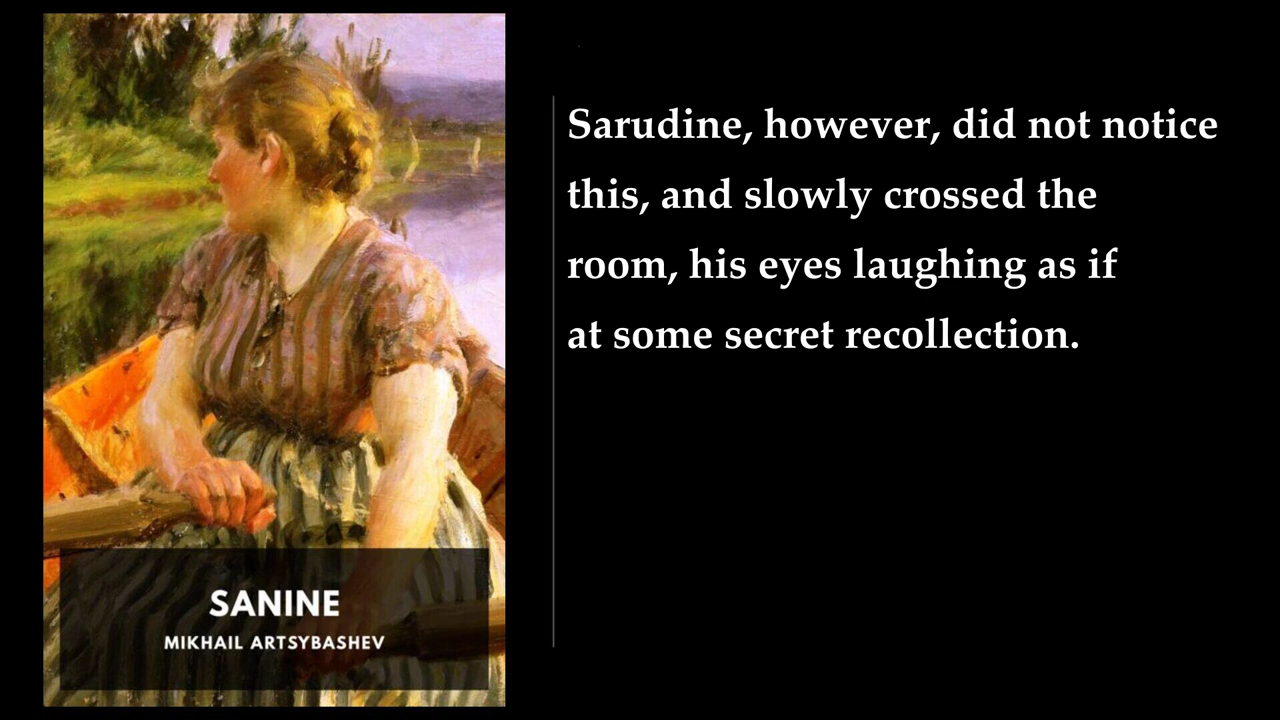 SANINE
MIKHAIL ARTSYBASHEV
Sarudine, however, did not notice
this, and slowly crossed the
room, his eyes laughing as if
at some secret recollection.